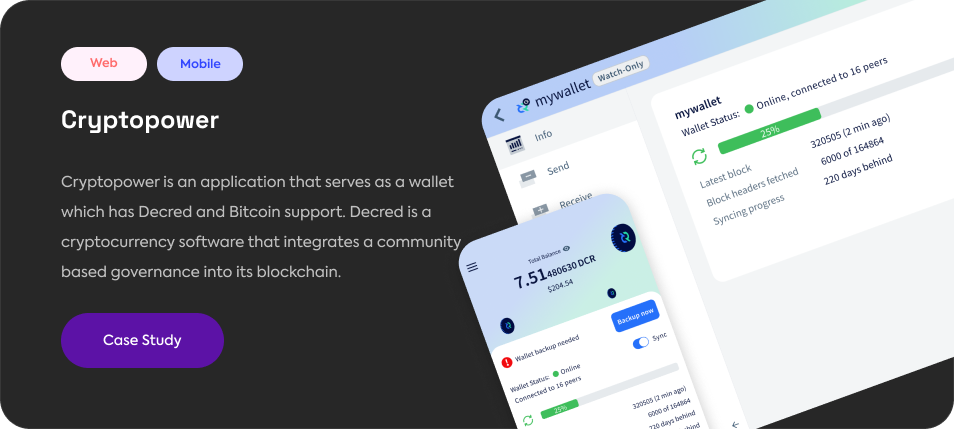 Web
Mobile
Cryptopower
Cryptopower is an application that serves as a wallet
which has Decred and Bitcoin support. Decred is a
cryptocurrency software that integrates a community
based governance into its blockchain.
Case Study
mywallet
Watch-Only
Info
Send
Receive
mywallet
Wallet Status: Online, connected to 16 peers
25%
Latest block 320505 (2 min ago)
Block headers fetched 6000 of 164864
Syncing progress 220 days behind
Total Balance
7.51480630 DCR
$204.54
Wallet backup needed
Backup now
Wallet Status: Online
Sync
Connected to 16 peers
25%
320505 (2 min ago)
6000 of 164864
220 days behind